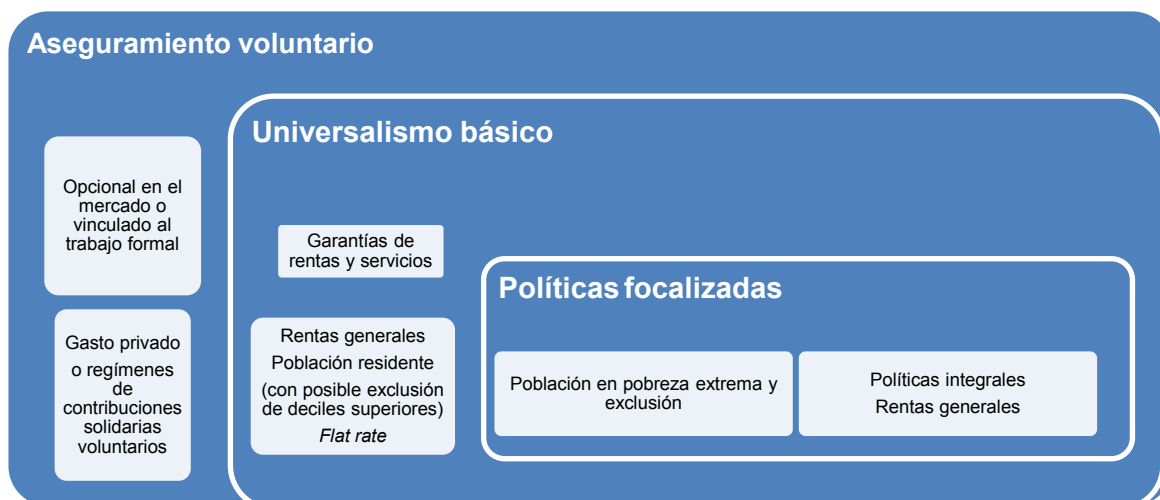 Aseguramiento voluntario
Opcional en el
mercado o
vinculado al
trabajo formal
Gasto privado
o regímenes
de
contribuciones
solidarias
voluntarios
Universalismo básico
Garantías de
rentas y servicios
Rentas generales
Población residente
(con posible exclusión
de deciles superiores)
Flat rate
Políticas focalizadas
Población en pobreza extrema y
exclusión
Políticas integrales
Rentas generales